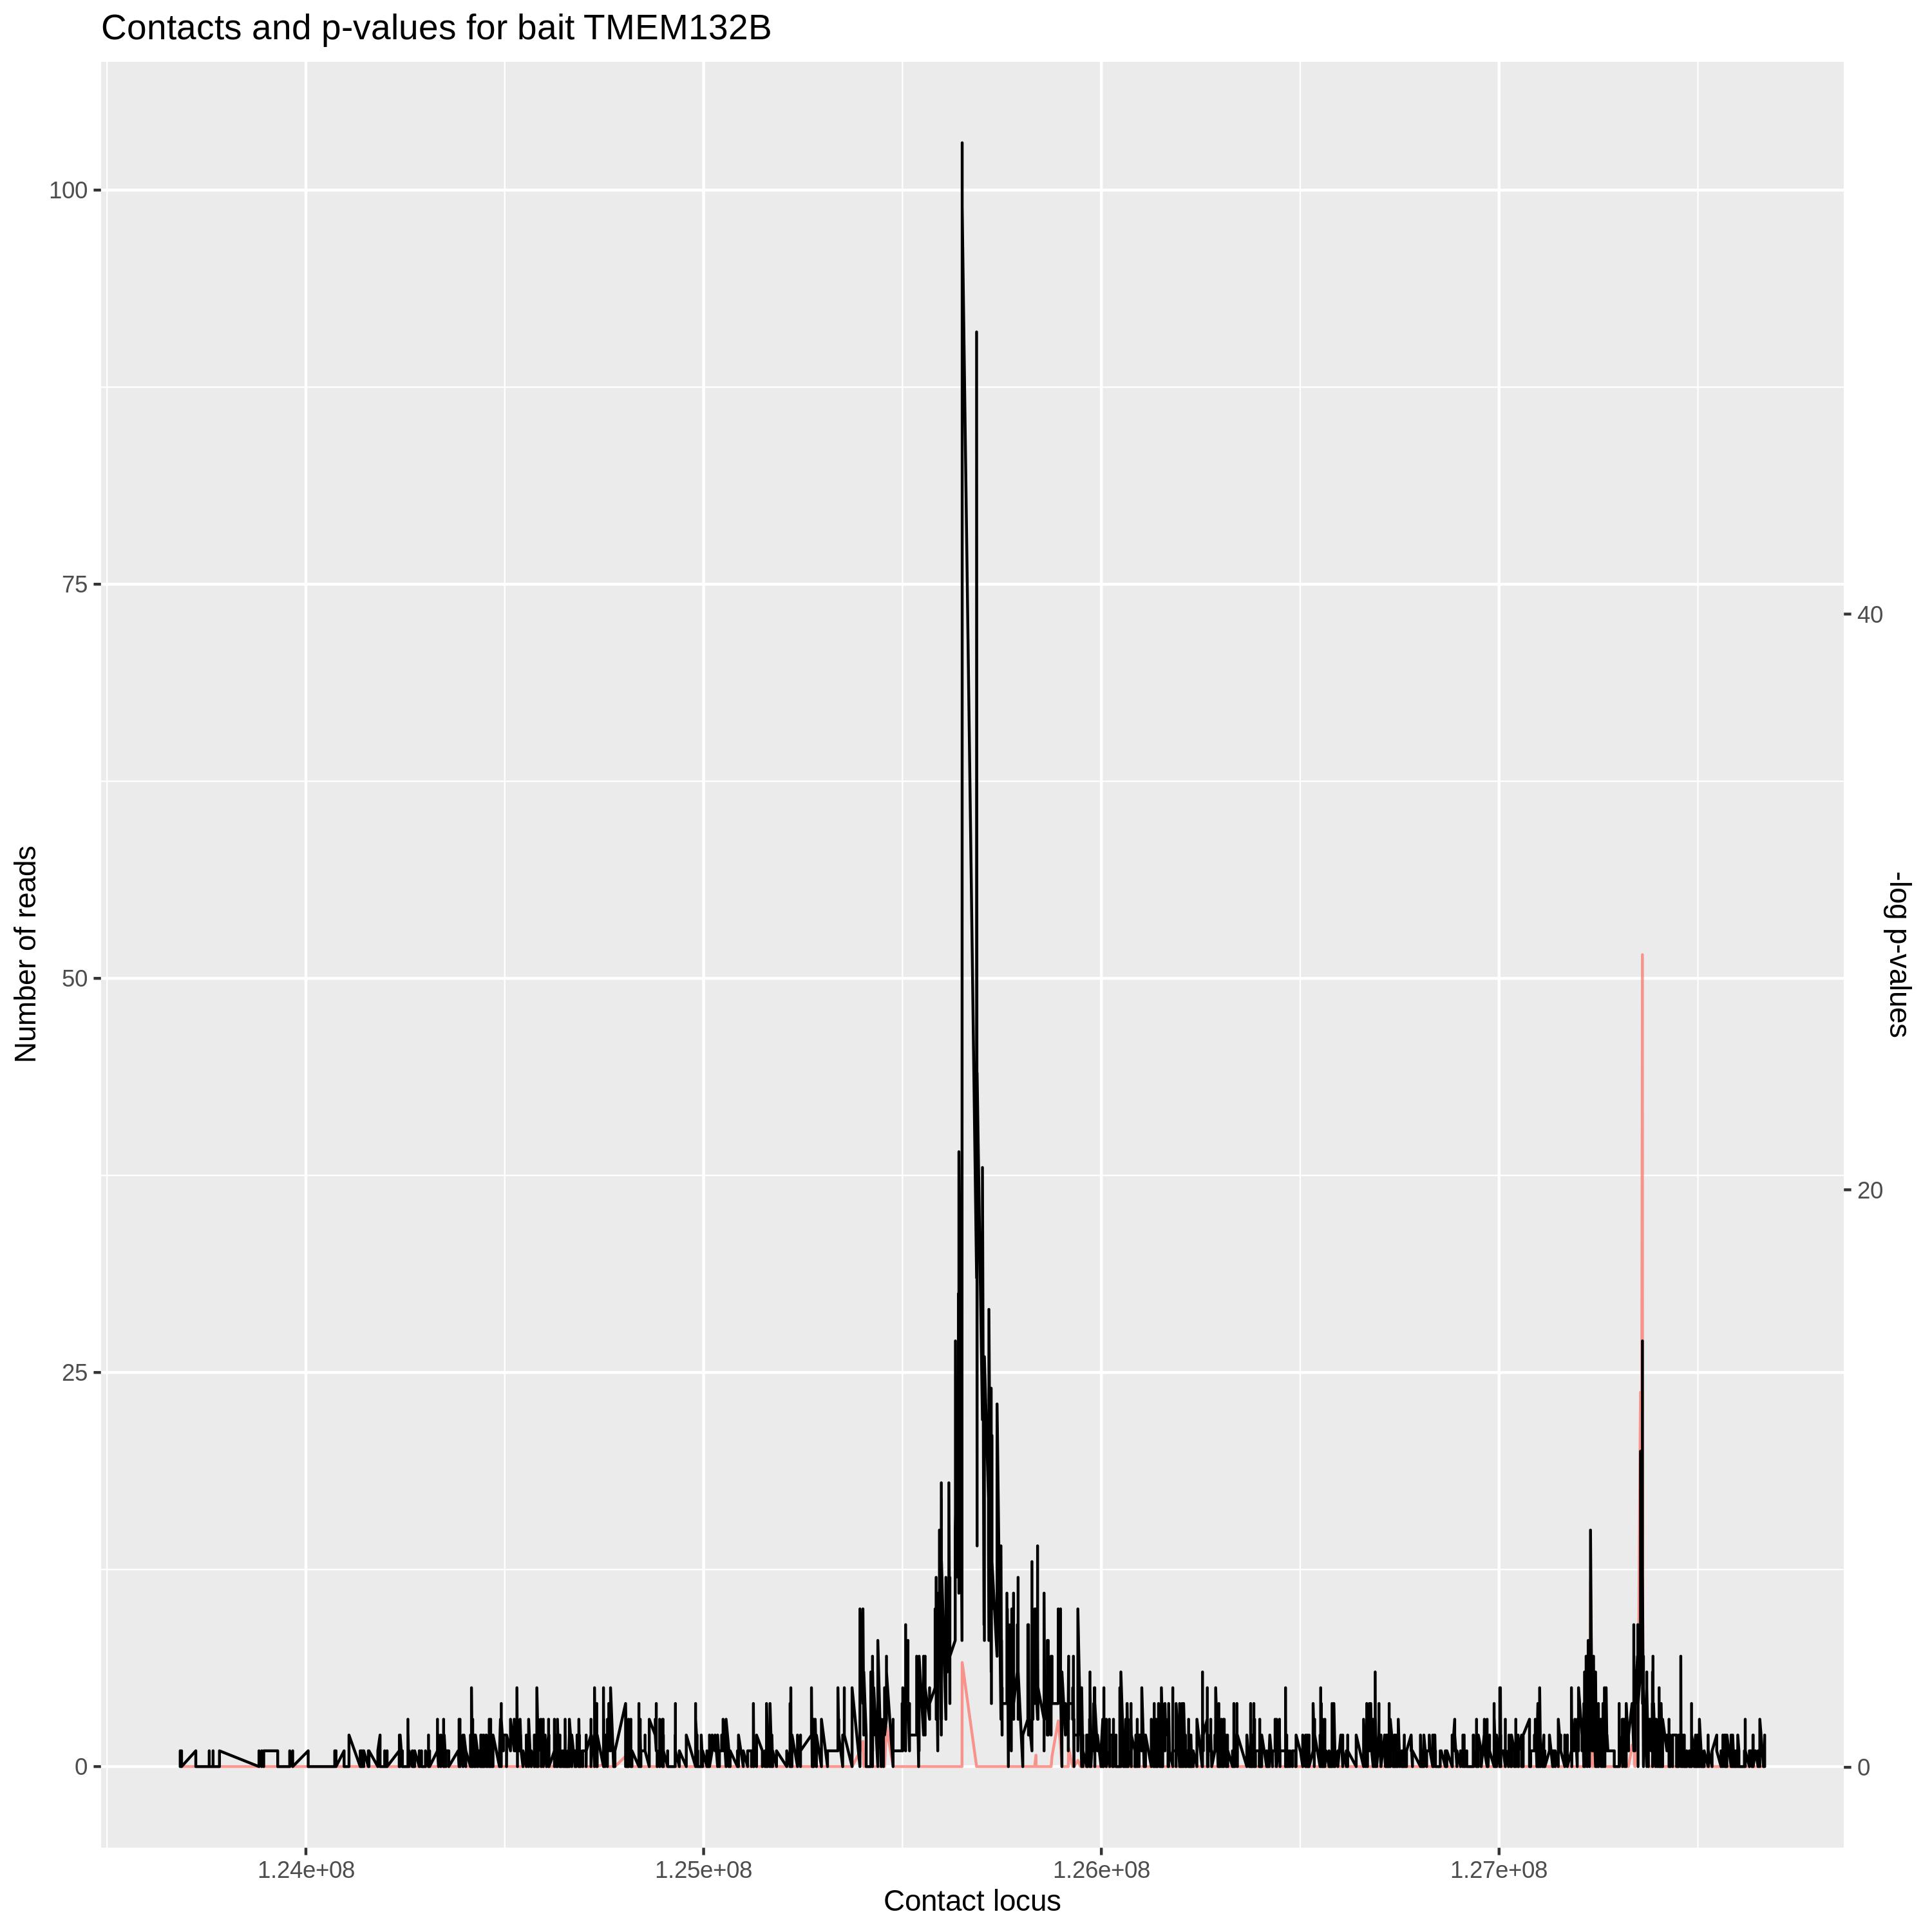 Contacts and p-values for bait TMEM132B
100
75
50
25
0
Number of reads
40
20
0
-log p-values
1.24e+08
1.25e+08
1.26e+08
1.27e+08
Contact locus